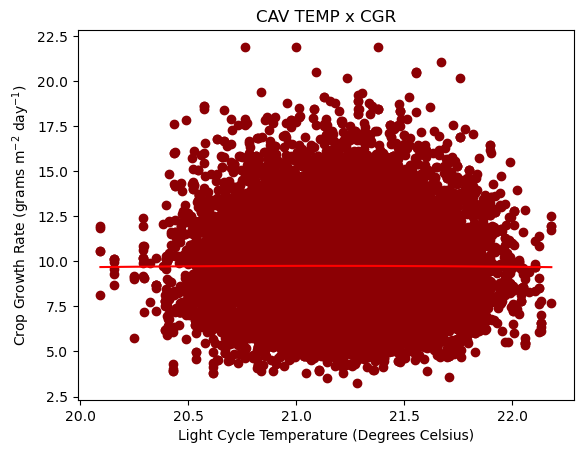 CAV TEMP x CGR
22.5
20.0
17.5
15.0
12.5
10.0
7.5
5.0
2.5
Crop Growth Rate (grams m⁻² day⁻¹)
20.0 20.5 21.0 21.5 22.0
Light Cycle Temperature (Degrees Celsius)